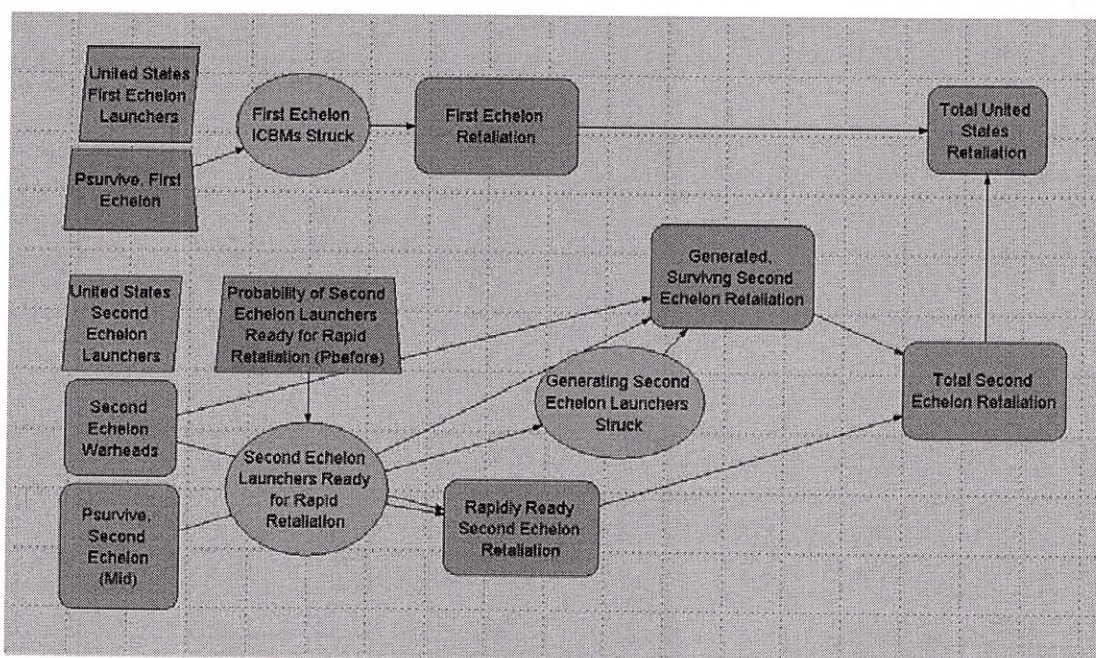 United States
First Echelon
Launchers
First Echelon
ICBMs Struck
First Echelon
Retaliation
Total United
States
Retaliation
Psurvive, First
Echelon
United States
Second
Echelon
Launchers
Probability of Second
Echelon Launchers
Ready for Rapid
Retaliation (Pbefore)
Generated,
Survivng Second
Echelon Retaliation
Generating Second
Echelon Launchers
Struck
Total Second
Echelon Retaliation
Second
Echelon
Warheads
Second Echelon
Launchers Ready
for Rapid
Retaliation
Rapidly Ready
Second Echelon
Retaliation
Psurvive,
Second
Echelon
(Mid)